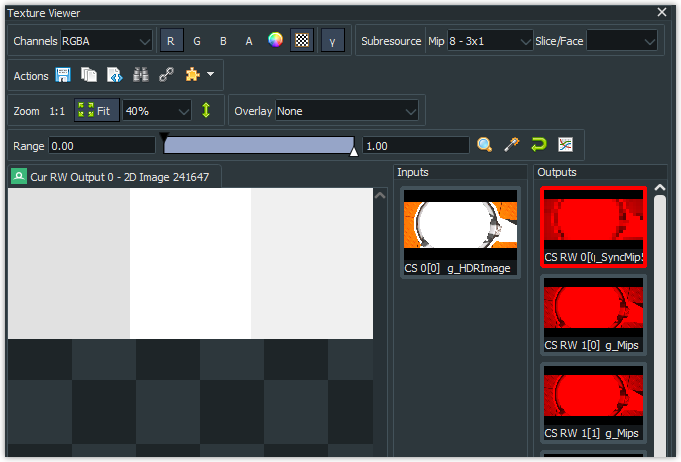 Texture Viewer
Channels RGBA R G B A γ Subresource Mip 8 - 3x1 Slice/Face
Actions
Zoom 1:1 Fit 40% Overlay None
Range 0.00 1.00
Cur RW Output 0 - 2D Image 241647
Inputs
CS 0[0] g_HDRImage
Outputs
CS RW 0[0] g_SyncMip5
CS RW 1[0] g_Mips
CS RW 1[1] g_Mips